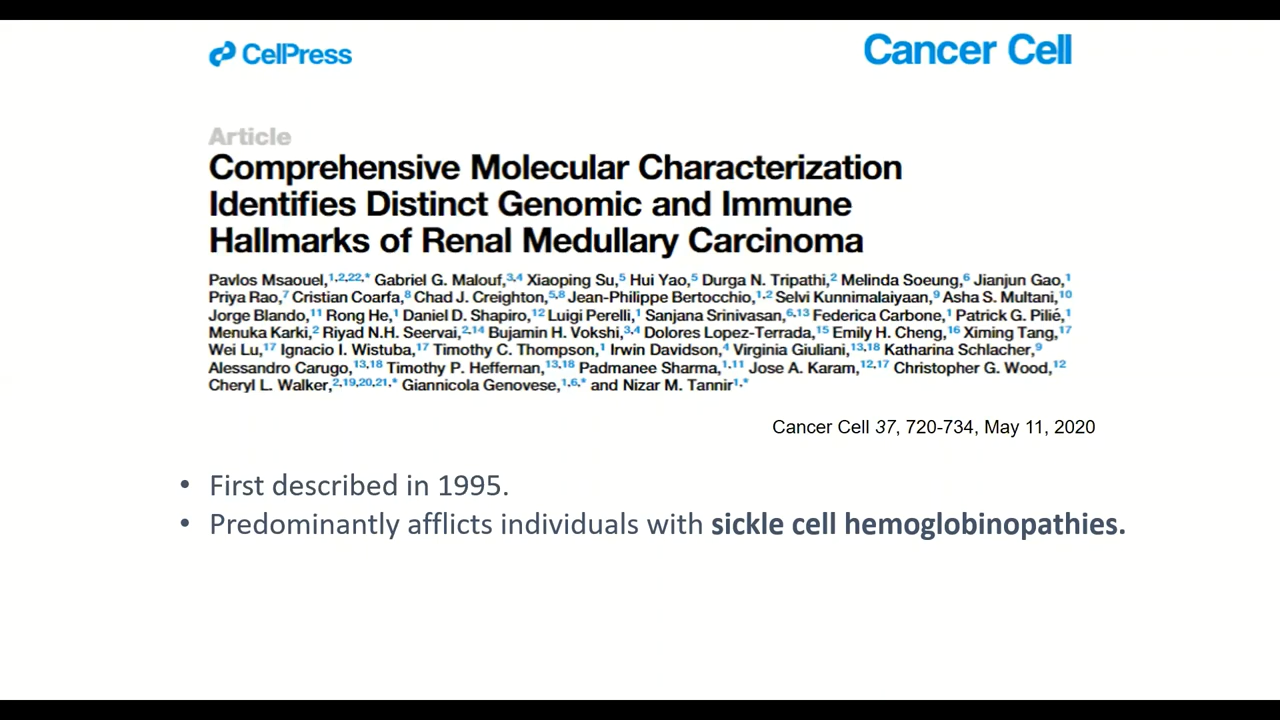 CelPress
Cancer Cell
Article
Comprehensive Molecular Characterization
Identifies Distinct Genomic and Immune
Hallmarks of Renal Medullary Carcinoma
Pavlos Msaouel,1,2,22,* Gabriel G. Malouf,3,4 Xiaoping Su,5 Hui Yao,5 Durga N. Tripathi,2 Melinda Soeung,6 Jianjun Gao,1
Priya Rao,7 Cristian Coarfa,8 Chad J. Creighton,5,8 Jean-Philippe Bertocchio,1,2 Selvi Kunnimalaiyaan,9 Asha S. Multani,10
Jorge Blando,11 Rong He,1 Daniel D. Shapiro,12 Luigi Perelli,1 Sanjana Srinivasan,6,13 Federica Carbone,1 Patrick G. Pilié,1
Menuka Karki,2 Riyad N.H. Seervai,2,14 Bujamin H. Vokshi,3,4 Dolores Lopez-Terrada,15 Emily H. Cheng,16 Ximing Tang,17
Wei Lu,17 Ignacio I. Wistuba,17 Timothy C. Thompson,1 Irwin Davidson,4 Virginia Giuliani,13,18 Katharina Schlacher,9
Alessandro Carugo,13,18 Timothy P. Heffernan,13,18 Padmanee Sharma,1,11 Jose A. Karam,12,17 Christopher G. Wood,12
Cheryl L. Walker,2,19,20,21,* Giannicola Genovese,1,6,* and Nizar M. Tannir1,*
Cancer Cell 37, 720-734, May 11, 2020
• First described in 1995.
• Predominantly afflicts individuals with sickle cell hemoglobinopathies.